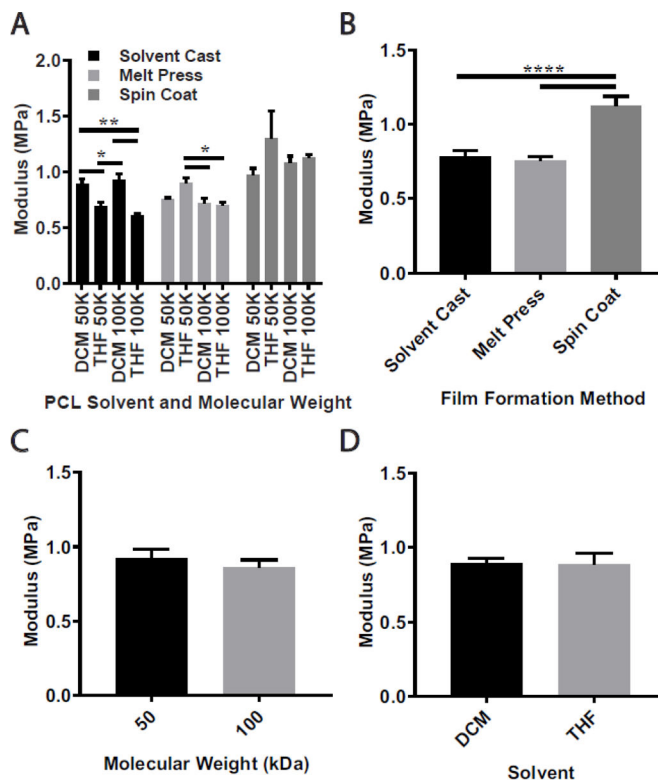 A
Solvent Cast
Melt Press
Spin Coat
2.0
1.5
1.0
0.5
0.0
Modulus (MPa)
**
*
*
DCM 50K
THF 50K
DCM 100K
THF 100K
DCM 50K
THF 50K
DCM 100K
THF 100K
DCM 50K
THF 50K
DCM 100K
THF 100K
PCL Solvent and Molecular Weight
B
1.5
1.0
0.5
0.0
Modulus (MPa)
****
Solvent Cast
Melt Press
Spin Coat
Film Formation Method
C
1.5
1.0
0.5
0.0
Modulus (MPa)
50
100
Molecular Weight (kDa)
D
1.5
1.0
0.5
0.0
Modulus (MPa)
DCM
THF
Solvent